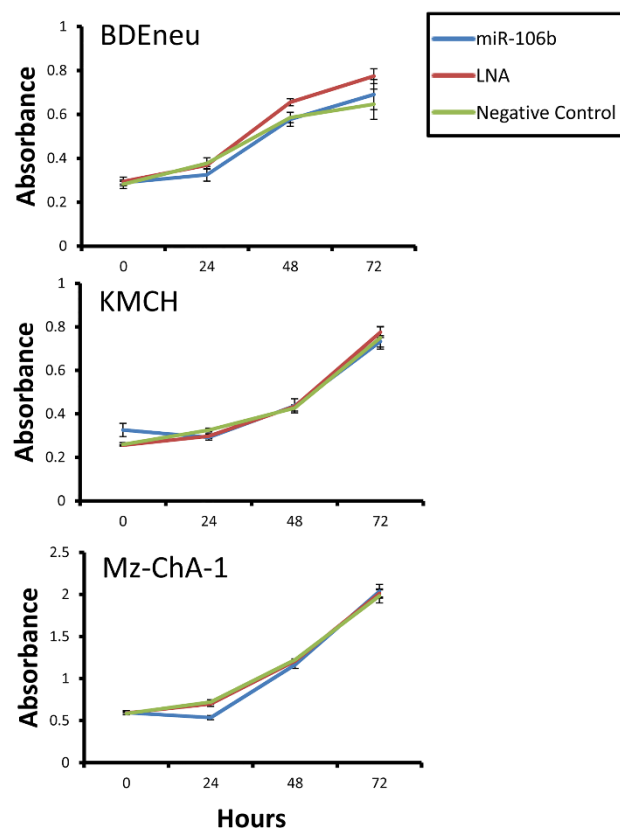 BDEneu
miR-106b
LNA
Negative Control
Absorbance
1
0.8
0.6
0.4
0.2
0
0 24 48 72
KMCH
Absorbance
1
0.8
0.6
0.4
0.2
0
0 24 48 72
Mz-ChA-1
Absorbance
2.5
2
1.5
1
0.5
0
0 24 48 72
Hours